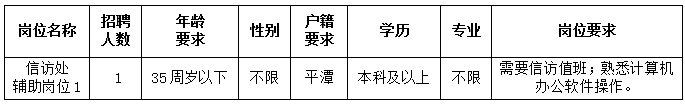 岗位名称 招聘人数 年龄要求 性别 户籍要求 学历 专业 岗位要求
信访处辅助岗位1 1 35周岁以下 不限 平潭 本科及以上 不限 需要信访值班；熟悉计算机办公软件操作。